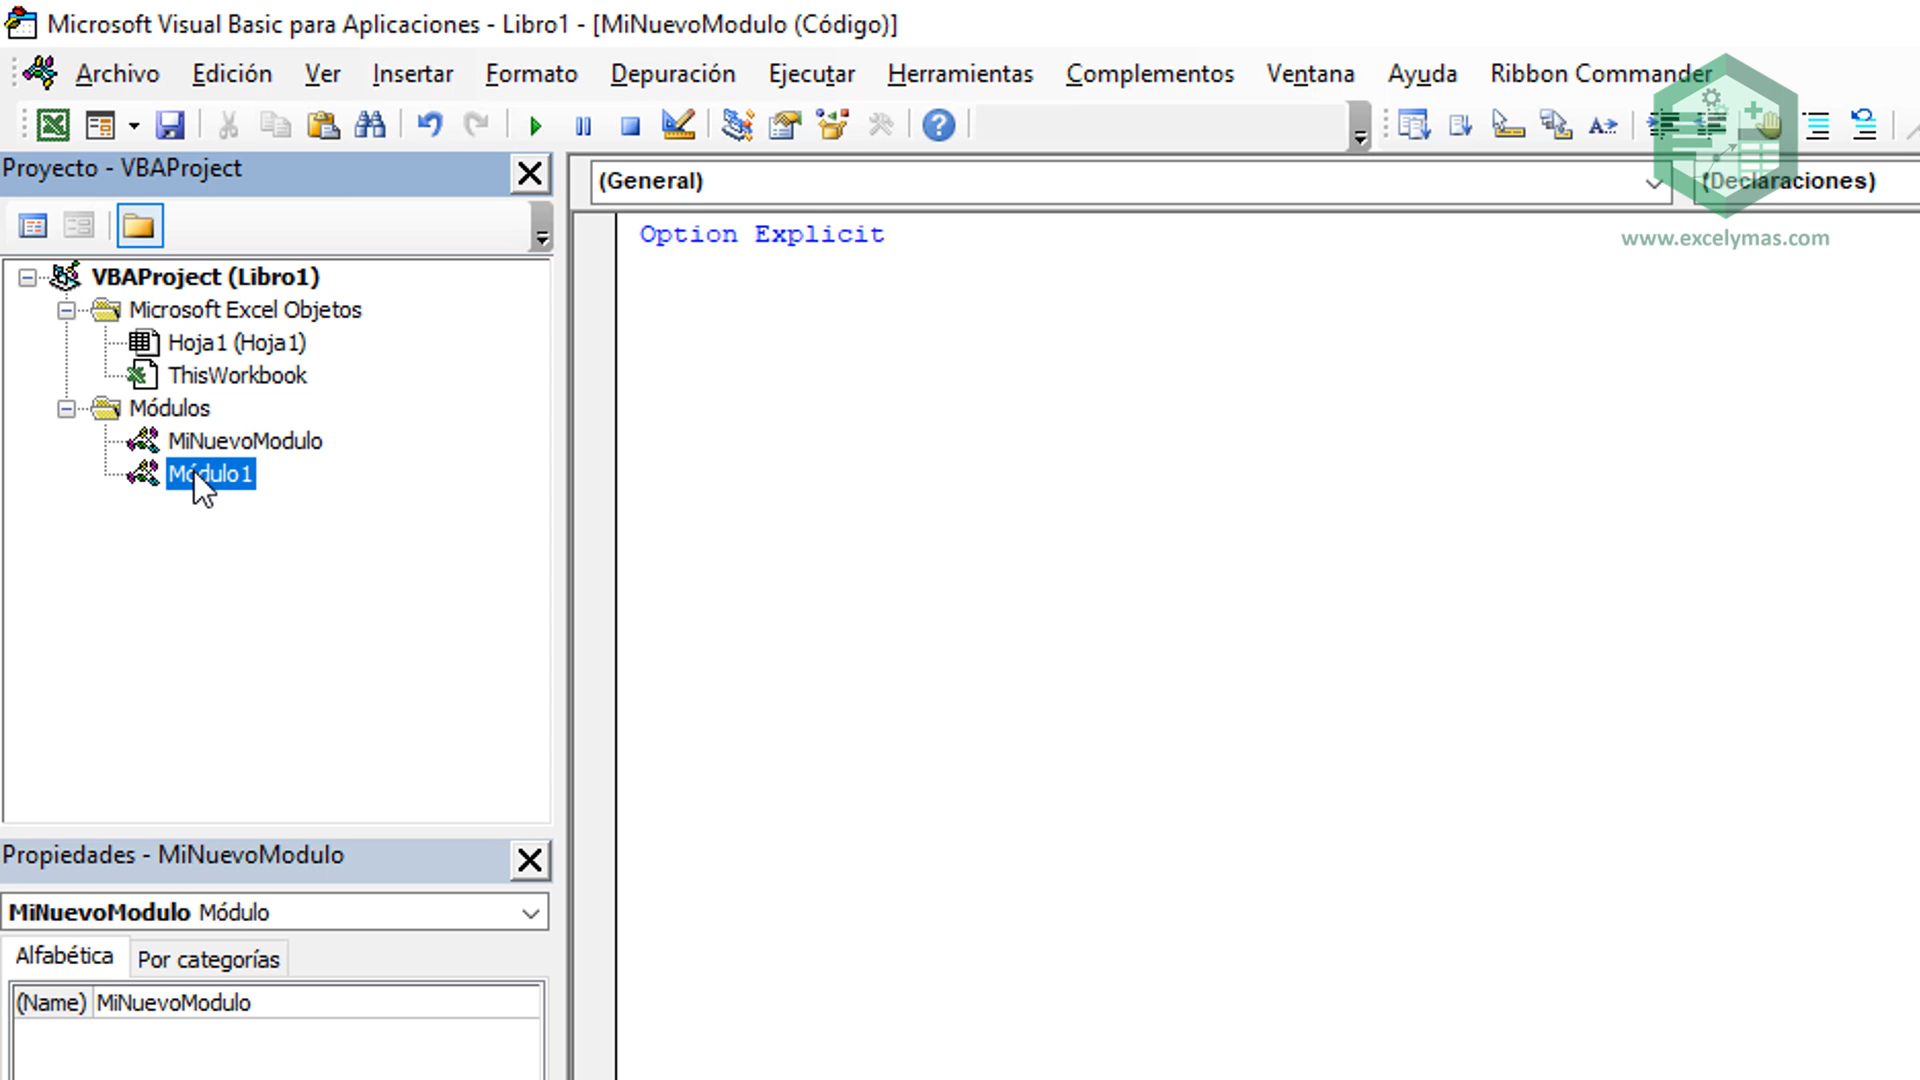 Microsoft Visual Basic para Aplicaciones - Libro1 - [MiNuevoModulo (Código)]
Archivo Edición Ver Insertar Formato Depuración Ejecutar Herramientas Complementos Ventana Ayuda Ribbon Commander
Proyecto - VBAProject
(General)
(Declaraciones)
www.excelymas.com
Option Explicit
VBAProject (Libro1)
Microsoft Excel Objetos
Hoja1 (Hoja1)
ThisWorkbook
Módulos
MiNuevoModulo
Módulo1
Propiedades - MiNuevoModulo
MiNuevoModulo Módulo
Alfabética Por categorías
(Name) MiNuevoModulo